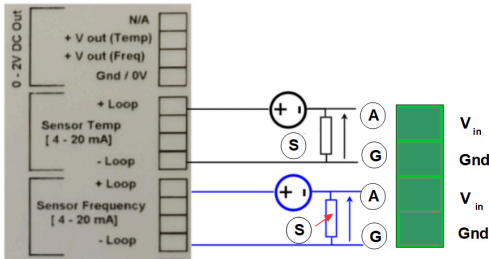 0 - 2V DC Out
N/A
+ V out (Temp)
+ V out (Freq)
Gnd / 0V
+ Loop
Sensor Temp
[ 4 - 20 mA]
- Loop
+ Loop
Sensor Frequency
[4 - 20 mA]
- Loop
+ -
A
S
G
+ -
A
S
G
V in
Gnd
V in
Gnd